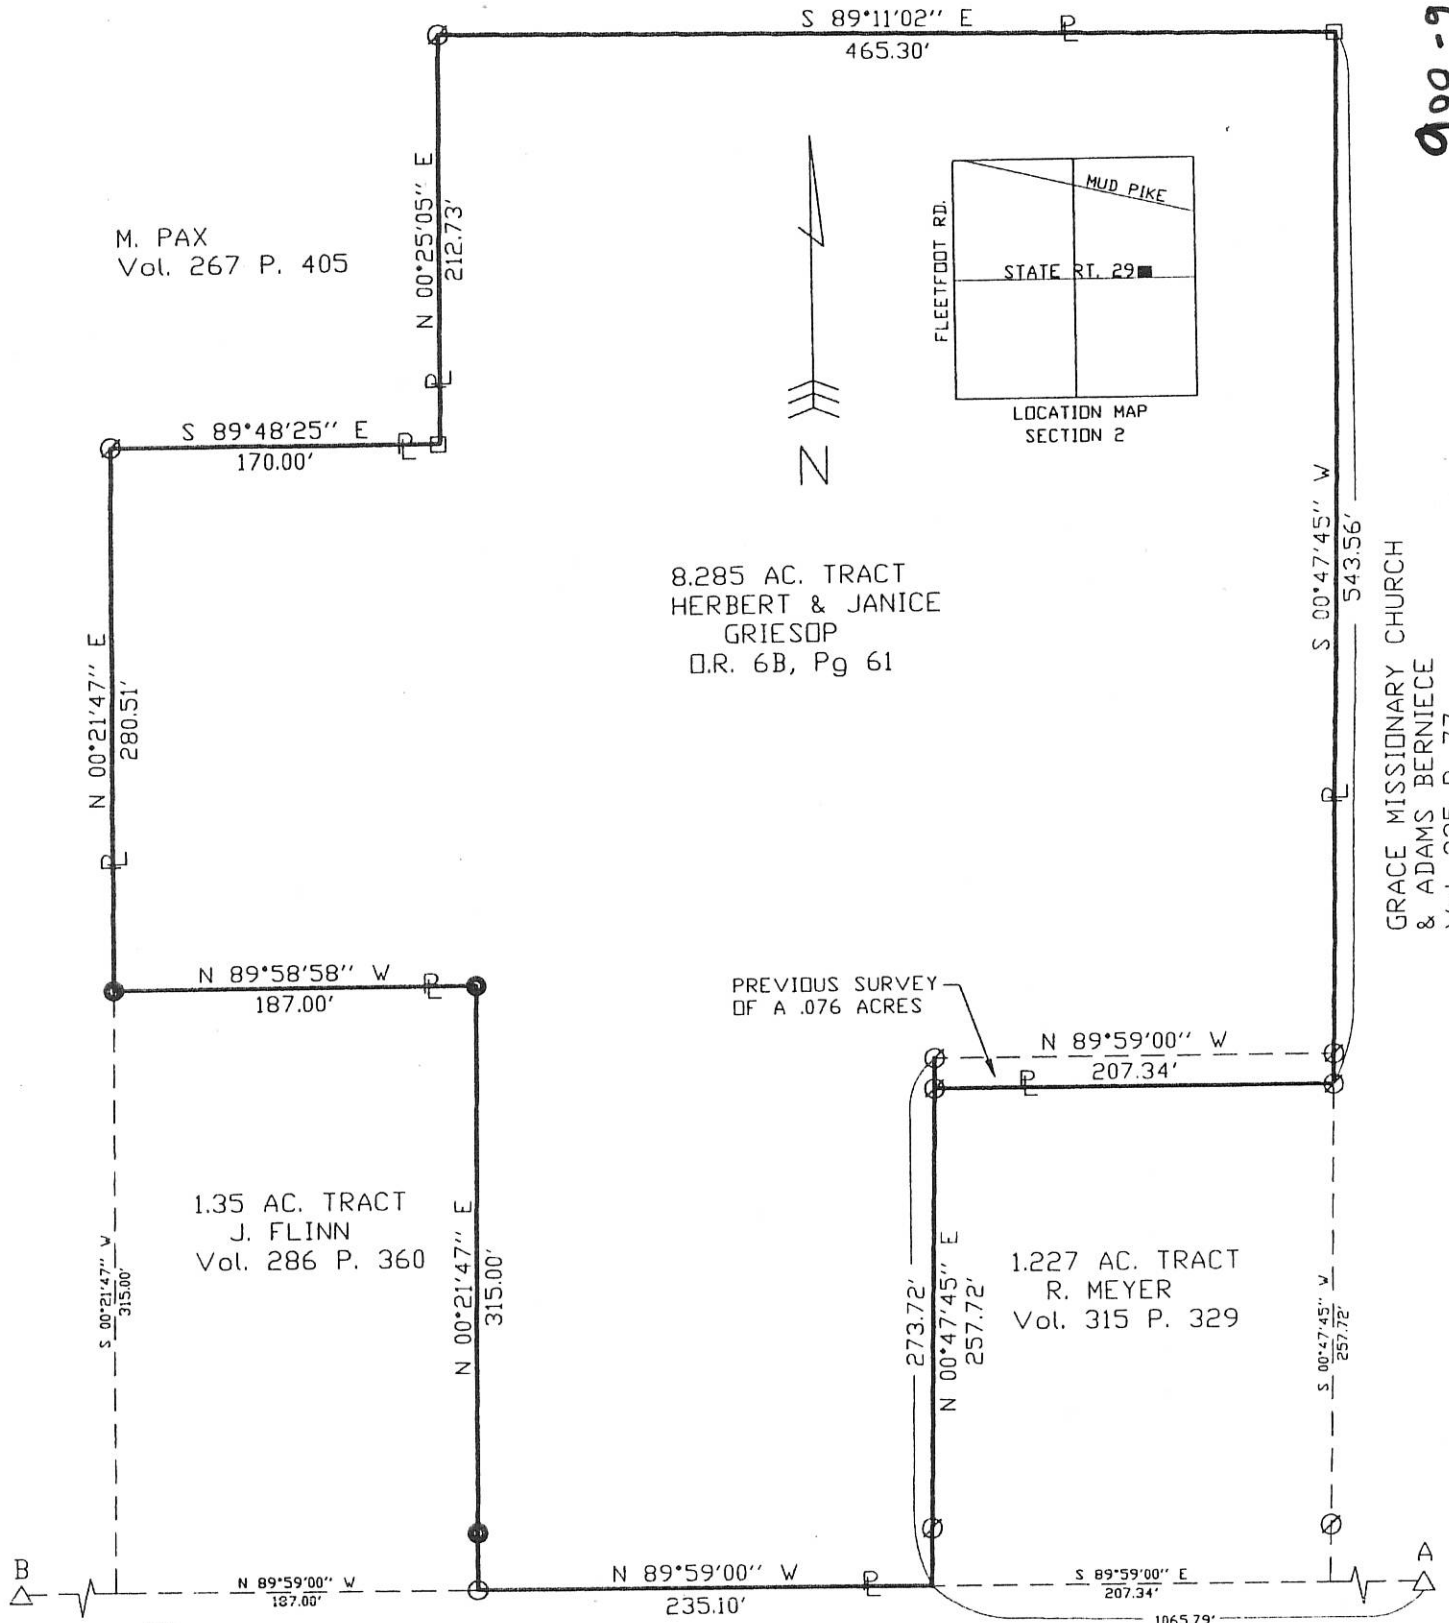 S 89°11'02'' E
465.30'
900-9
M. PAX
Vol. 267 P. 405
N 00°25'05'' E
212.73'
MUD PIKE
FLEETFOOT RD.
STATE RT. 29
LOCATION MAP
SECTION 2
N
S 89°48'25'' E
170.00'
S 00°47'45'' W
543.56'
8.285 AC. TRACT
HERBERT & JANICE
GRIESOP
O.R. 6B, Pg 61
N 00°21'47'' E
280.51'
GRACE MISSIONARY CHURCH
& ADAMS BERNIECE
N 89°58'58'' W
187.00'
PREVIOUS SURVEY
OF A .076 ACRES
N 89°59'00'' W
207.34'
1.35 AC. TRACT
J. FLINN
Vol. 286 P. 360
S 00°21'47'' W
315.00'
N 00°21'47'' E
315.00'
273.72'
N 00°47'45'' E
257.72'
1.227 AC. TRACT
R. MEYER
Vol. 315 P. 329
S 00°47'45'' W
257.72'
B
N 89°59'00'' W
187.00'
N 89°59'00'' W
235.10'
S 89°59'00'' E
207.34'
A
1065.79'